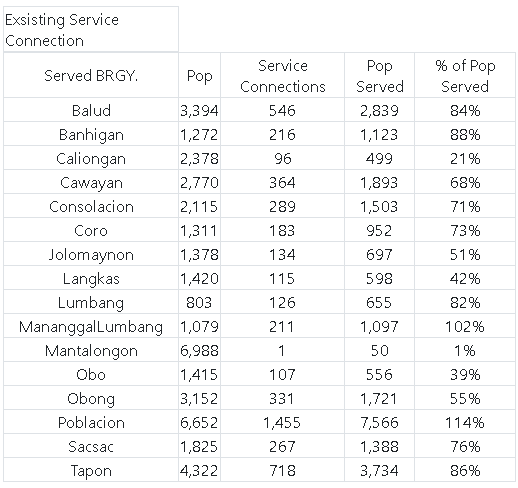 Exsisting Service
Connection
Served BRGY. Pop Service Connections Pop Served % of Pop Served
Balud 3,394 546 2,839 84%
Banhigan 1,272 216 1,123 88%
Caliongan 2,378 96 499 21%
Cawayan 2,770 364 1,893 68%
Consolacion 2,115 289 1,503 71%
Coro 1,311 183 952 73%
Jolomaynon 1,378 134 697 51%
Langkas 1,420 115 598 42%
Lumbang 803 126 655 82%
MananggalLumbang 1,079 211 1,097 102%
Mantalongon 6,988 1 50 1%
Obo 1,415 107 556 39%
Obong 3,152 331 1,721 55%
Poblacion 6,652 1,455 7,566 114%
Sacsac 1,825 267 1,388 76%
Tapon 4,322 718 3,734 86%